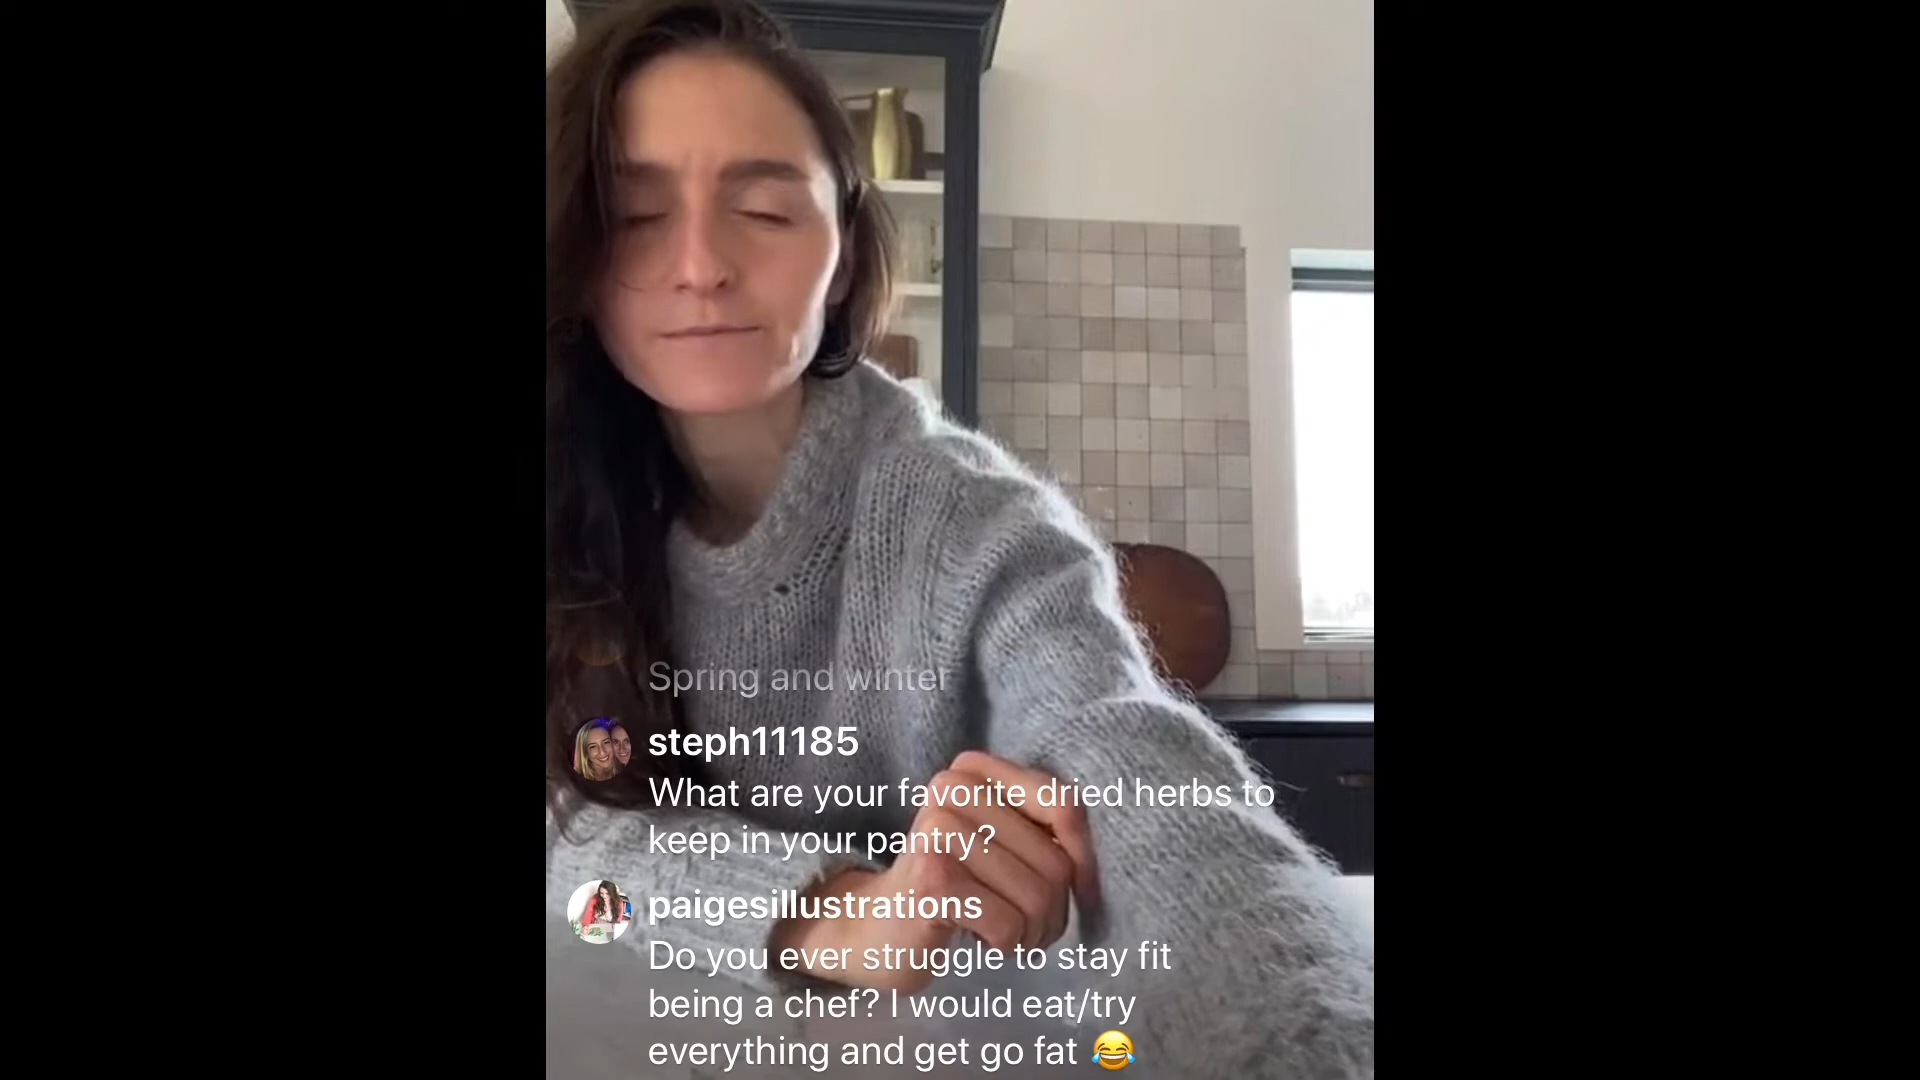 Spring and winter
steph11185
What are your favorite dried herbs to
keep in your pantry?
paigesillustrations
Do you ever struggle to stay fit
being a chef? I would eat/try
everything and get go fat 😂